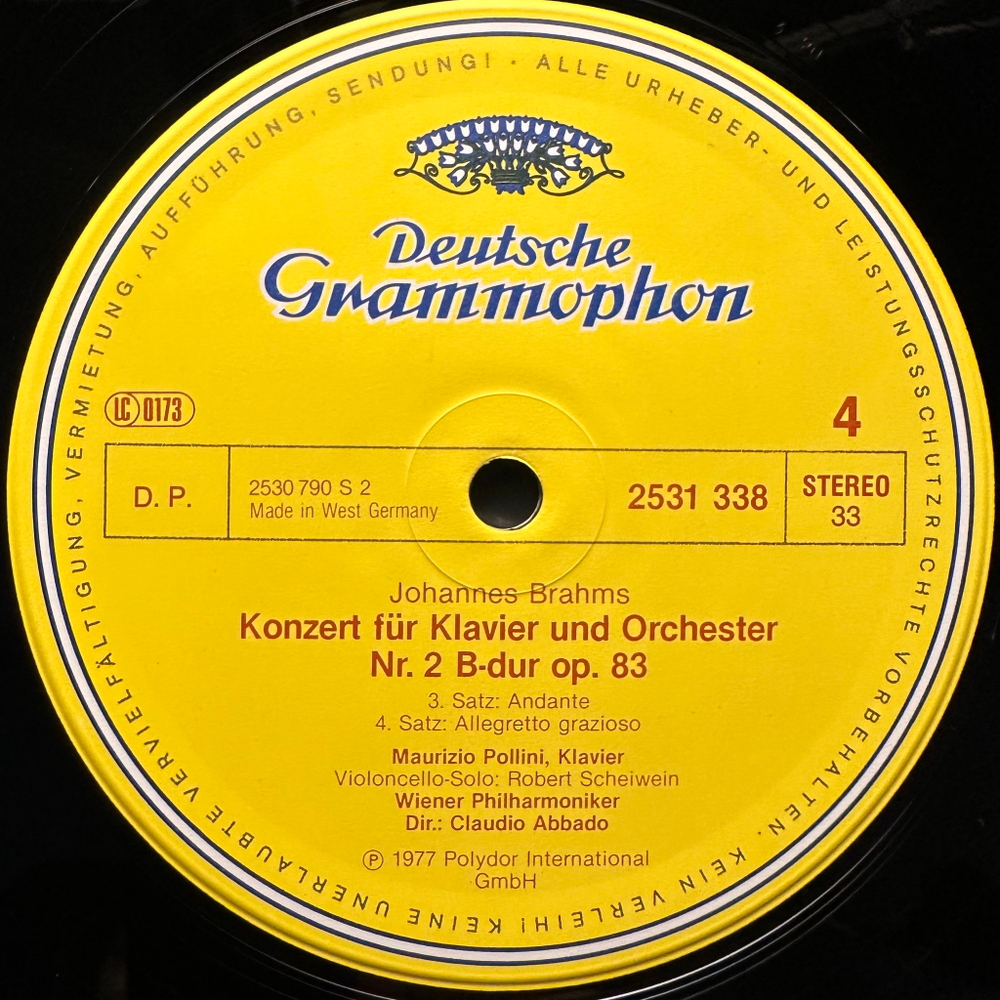 ALLE URHEBER- UND LEISTUNGSSCHUTZRECHTE VORBEHALTEN. KEIN VERLEIH! KEINE UNERLAUBTE VERVIELFÄLTIGUNG, VERMIETUNG, AUFFÜHRUNG, SENDUNG! ·
Deutsche
Grammophon
LC 0173
4
D. P.
2530 790 S 2
Made in West Germany
2531 338
STEREO
33
Johannes Brahms
Konzert für Klavier und Orchester
Nr. 2 B-dur op. 83
3. Satz: Andante
4. Satz: Allegretto grazioso
Maurizio Pollini, Klavier
Violoncello-Solo: Robert Scheiwein
Wiener Philharmoniker
Dir.: Claudio Abbado
Ⓟ 1977 Polydor International
GmbH